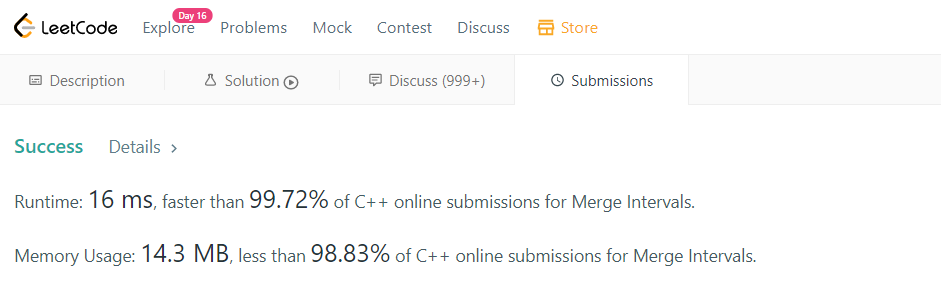 Day 16
LeetCode Explore Problems Mock Contest Discuss Store
Description Solution Discuss (999+) Submissions
Success Details >
Runtime: 16 ms, faster than 99.72% of C++ online submissions for Merge Intervals.
Memory Usage: 14.3 MB, less than 98.83% of C++ online submissions for Merge Intervals.